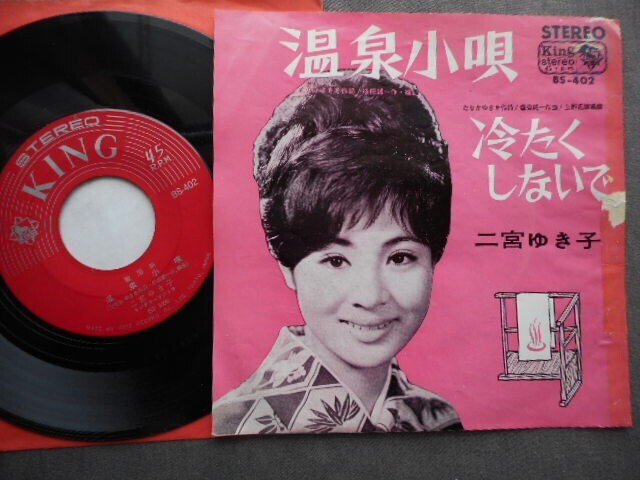 STEREO
KING
45
R.P.M
BS-402
温泉小唄
STEREO
King
stereo
BS-402
冷たく
しないで
二宮ゆき子